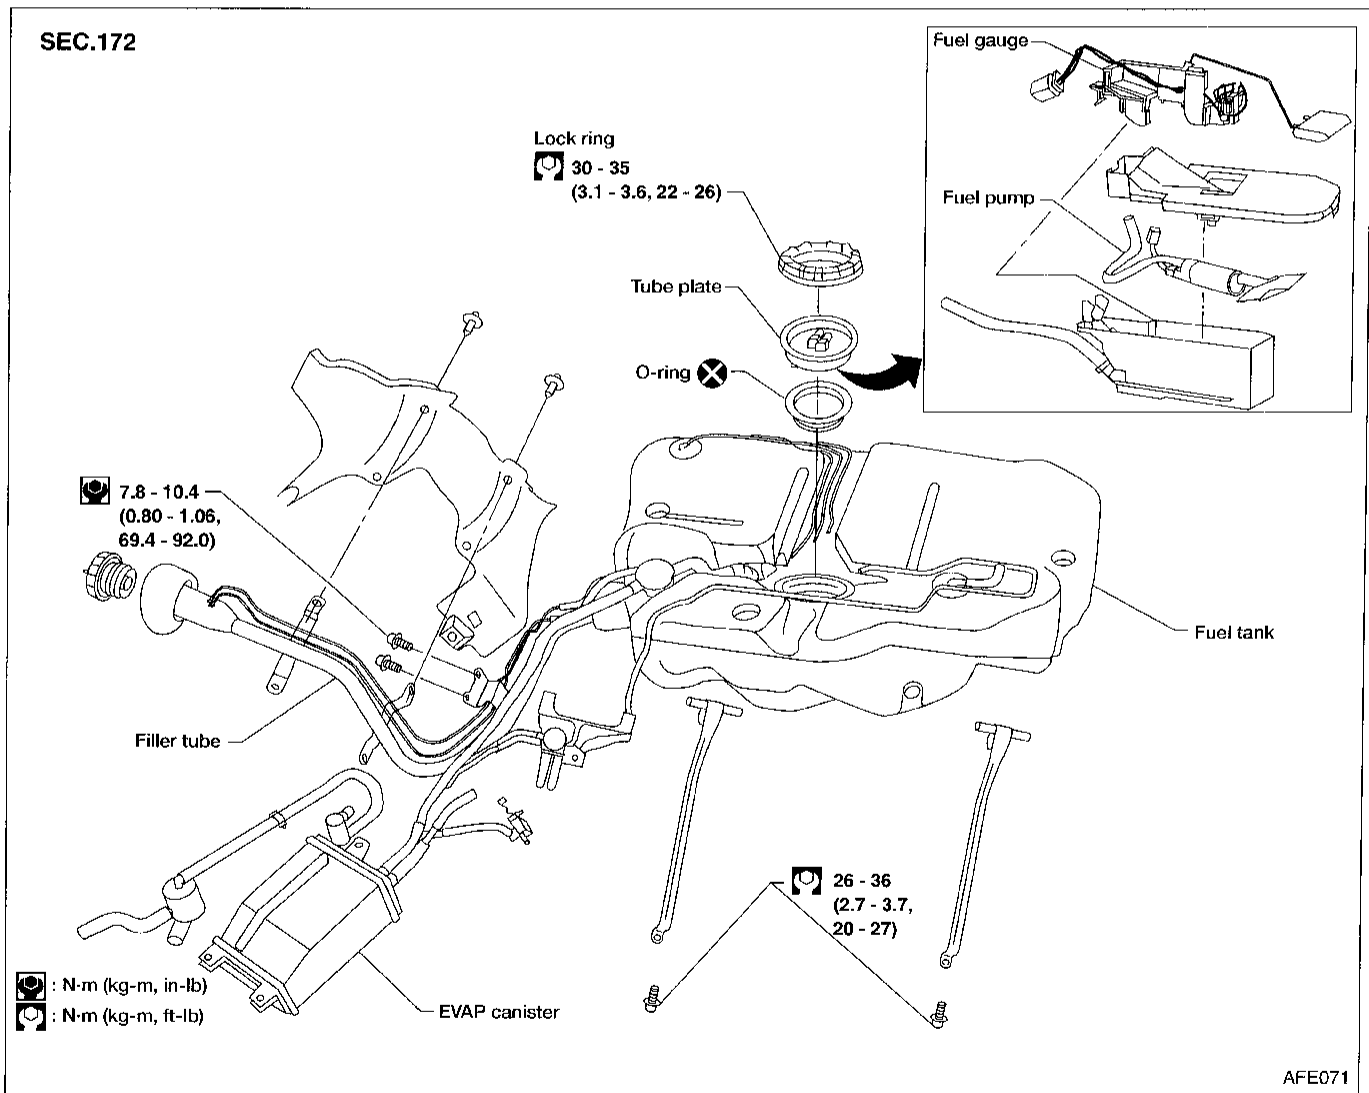 SEC.172
Fuel gauge
Lock ring
30 - 35
(3.1 - 3.6, 22 - 26)
Fuel pump
Tube plate
O-ring
7.8 - 10.4
(0.80 - 1.06,
69.4 - 92.0)
Fuel tank
Filler tube
26 - 36
(2.7 - 3.7,
20 - 27)
: N·m (kg-m, in-lb)
: N·m (kg-m, ft-lb)
EVAP canister
AFE071